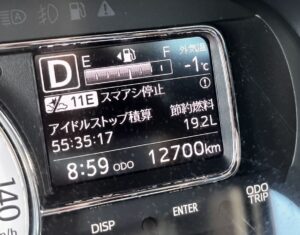 E F 外気温
D -1℃
11E スマアシ停止
アイドルストップ積算 節約燃料
55:35:17 19.2L
8:59 ODO 12700km
140
km/h
DISP ENTER ODO
TRIP